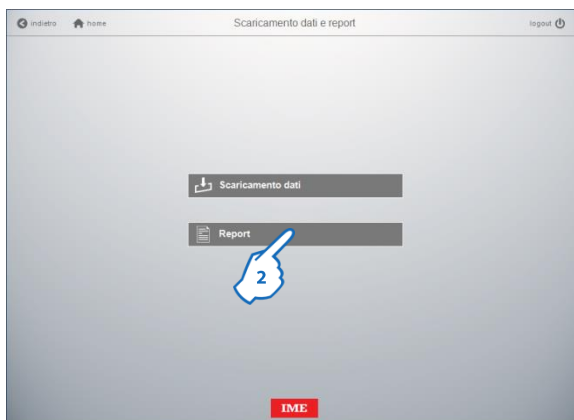 indietro home Scaricamento dati e report logout
Scaricamento dati
Report
2
IME